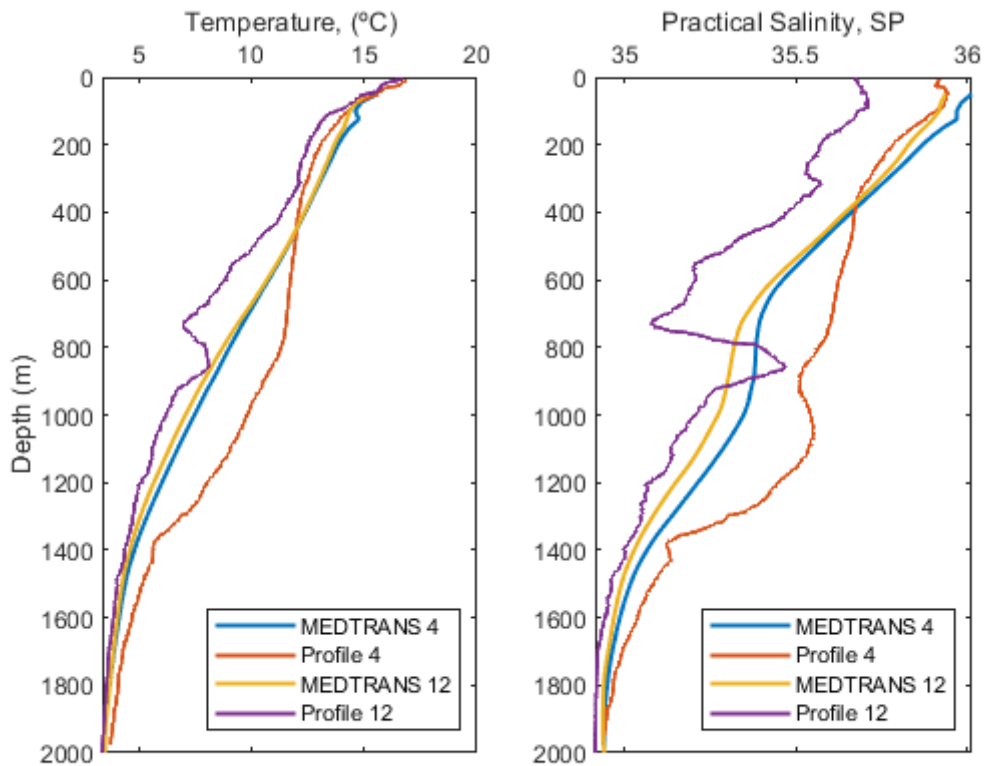 Temperature, (ºC)
5 10 15 20
0
200
400
600
800
1000
1200
1400
1600
1800
2000
Depth (m)
MEDTRANS 4
Profile 4
MEDTRANS 12
Profile 12
Practical Salinity, SP
35 35.5 36
0
200
400
600
800
1000
1200
1400
1600
1800
2000
MEDTRANS 4
Profile 4
MEDTRANS 12
Profile 12